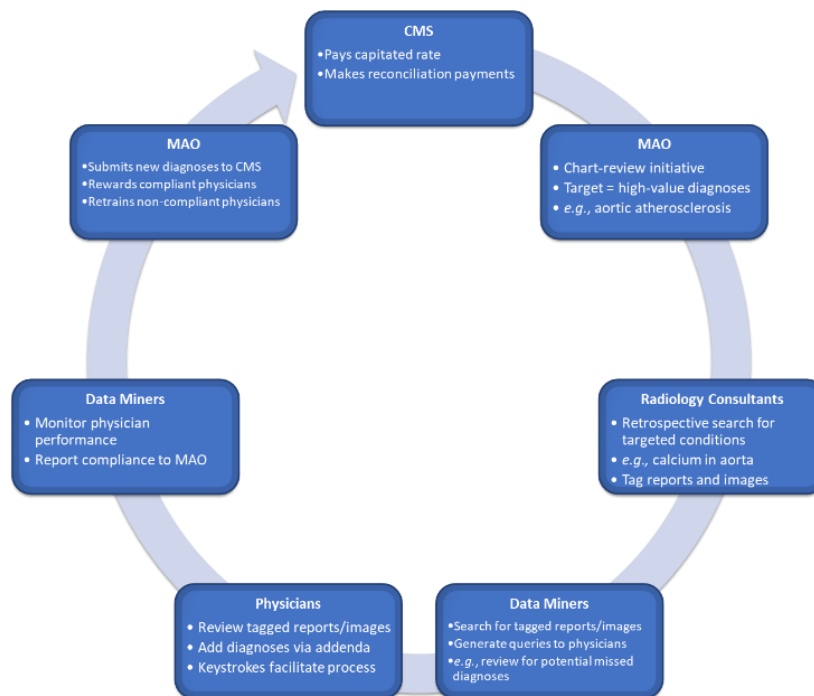 CMS
•Pays capitated rate
•Makes reconciliation payments
MAO
• Chart-review initiative
• Target = high-value diagnoses
• e.g., aortic atherosclerosis
Radiology Consultants
• Retrospective search for
targeted conditions
• e.g., calcium in aorta
• Tag reports and images
Data Miners
•Search for tagged reports/images
•Generate queries to physicians
•e.g., review for potential missed
diagnoses
Physicians
• Review tagged reports/images
• Add diagnoses via addenda
• Keystrokes facilitate process
Data Miners
• Monitor physician
performance
• Report compliance to MAO
MAO
•Submits new diagnoses to CMS
•Rewards compliant physicians
•Retrains non-compliant physicians